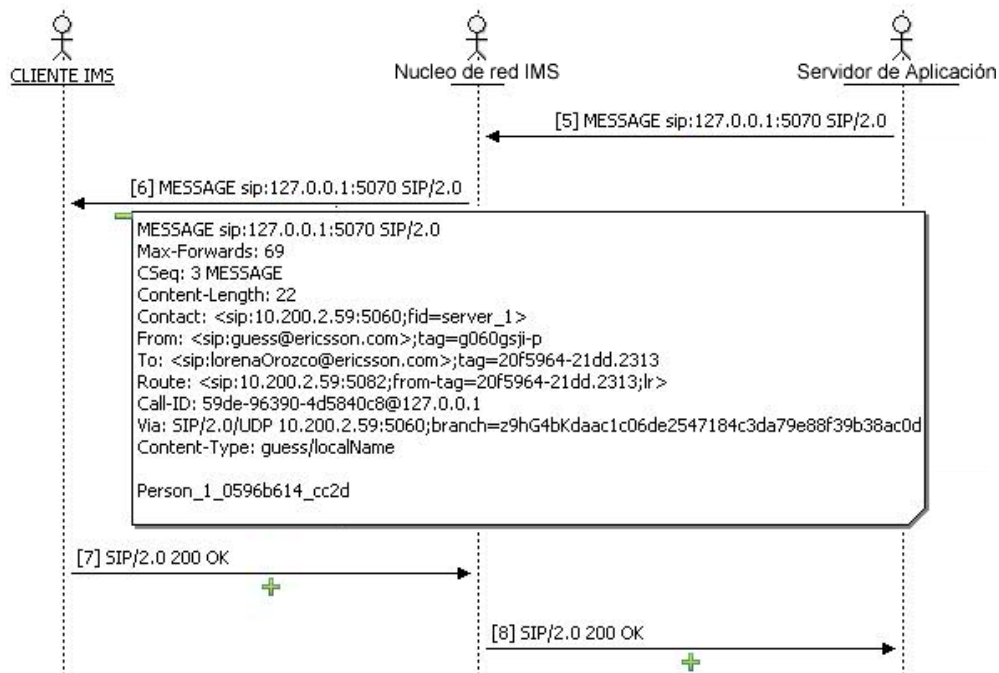 CLIENTE IMS
Nucleo de red IMS
Servidor de Aplicación
[5] MESSAGE sip:127.0.0.1:5070 SIP/2.0
[6] MESSAGE sip:127.0.0.1:5070 SIP/2.0
MESSAGE sip:127.0.0.1:5070 SIP/2.0
Max-Forwards: 69
CSeq: 3 MESSAGE
Content-Length: 22
Contact: <sip:10.200.2.59:5060;fid=server_1>
From: <sip:guess@ericsson.com>;tag=g060gsji-p
To: <sip:lorenaOrozco@ericsson.com>;tag=20f5964-21dd.2313
Route: <sip:10.200.2.59:5082;from-tag=20f5964-21dd.2313;lr>
Call-ID: 59de-96390-4d5840c8@127.0.0.1
Via: SIP/2.0/UDP 10.200.2.59:5060;branch=z9hG4bKdaac1c06de2547184c3da79e88f39b38ac0d
Content-Type: guess/localName
Person_1_0596b614_cc2d
[7] SIP/2.0 200 OK
[8] SIP/2.0 200 OK